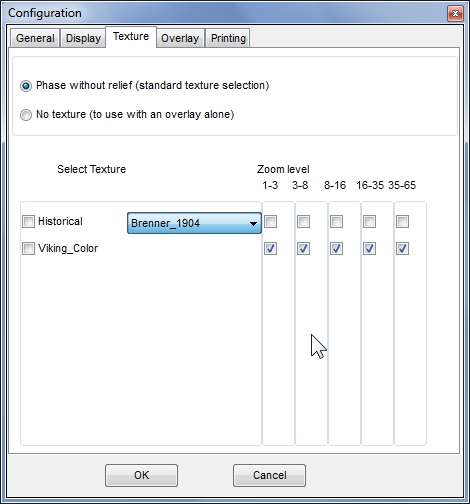 Configuration
General Display Texture Overlay Printing
Phase without relief (standard texture selection)
No texture (to use with an overlay alone)
Select Texture Zoom level
1-3 3-8 8-16 16-35 35-65
Historical Brenner_1904
Viking_Color
OK Cancel